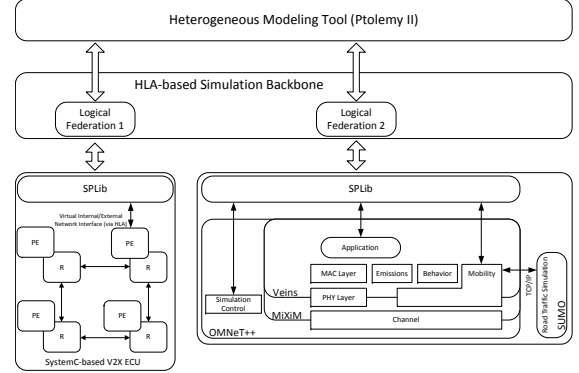 Heterogeneous Modeling Tool (Ptolemy II)
HLA-based Simulation Backbone
Logical
Federation 1
Logical
Federation 2
SPLib
Virtual Internal/External
Network Interface (via HLA)
PE
PE
R
R
PE
PE
R
R
SystemC-based V2X ECU
SPLib
Application
MAC Layer
Emissions
Behavior
Mobility
Veins
PHY Layer
Simulation
Control
MiXiM
Channel
OMNeT++
TCP/IP
Road Traffic Simulation
SUMO